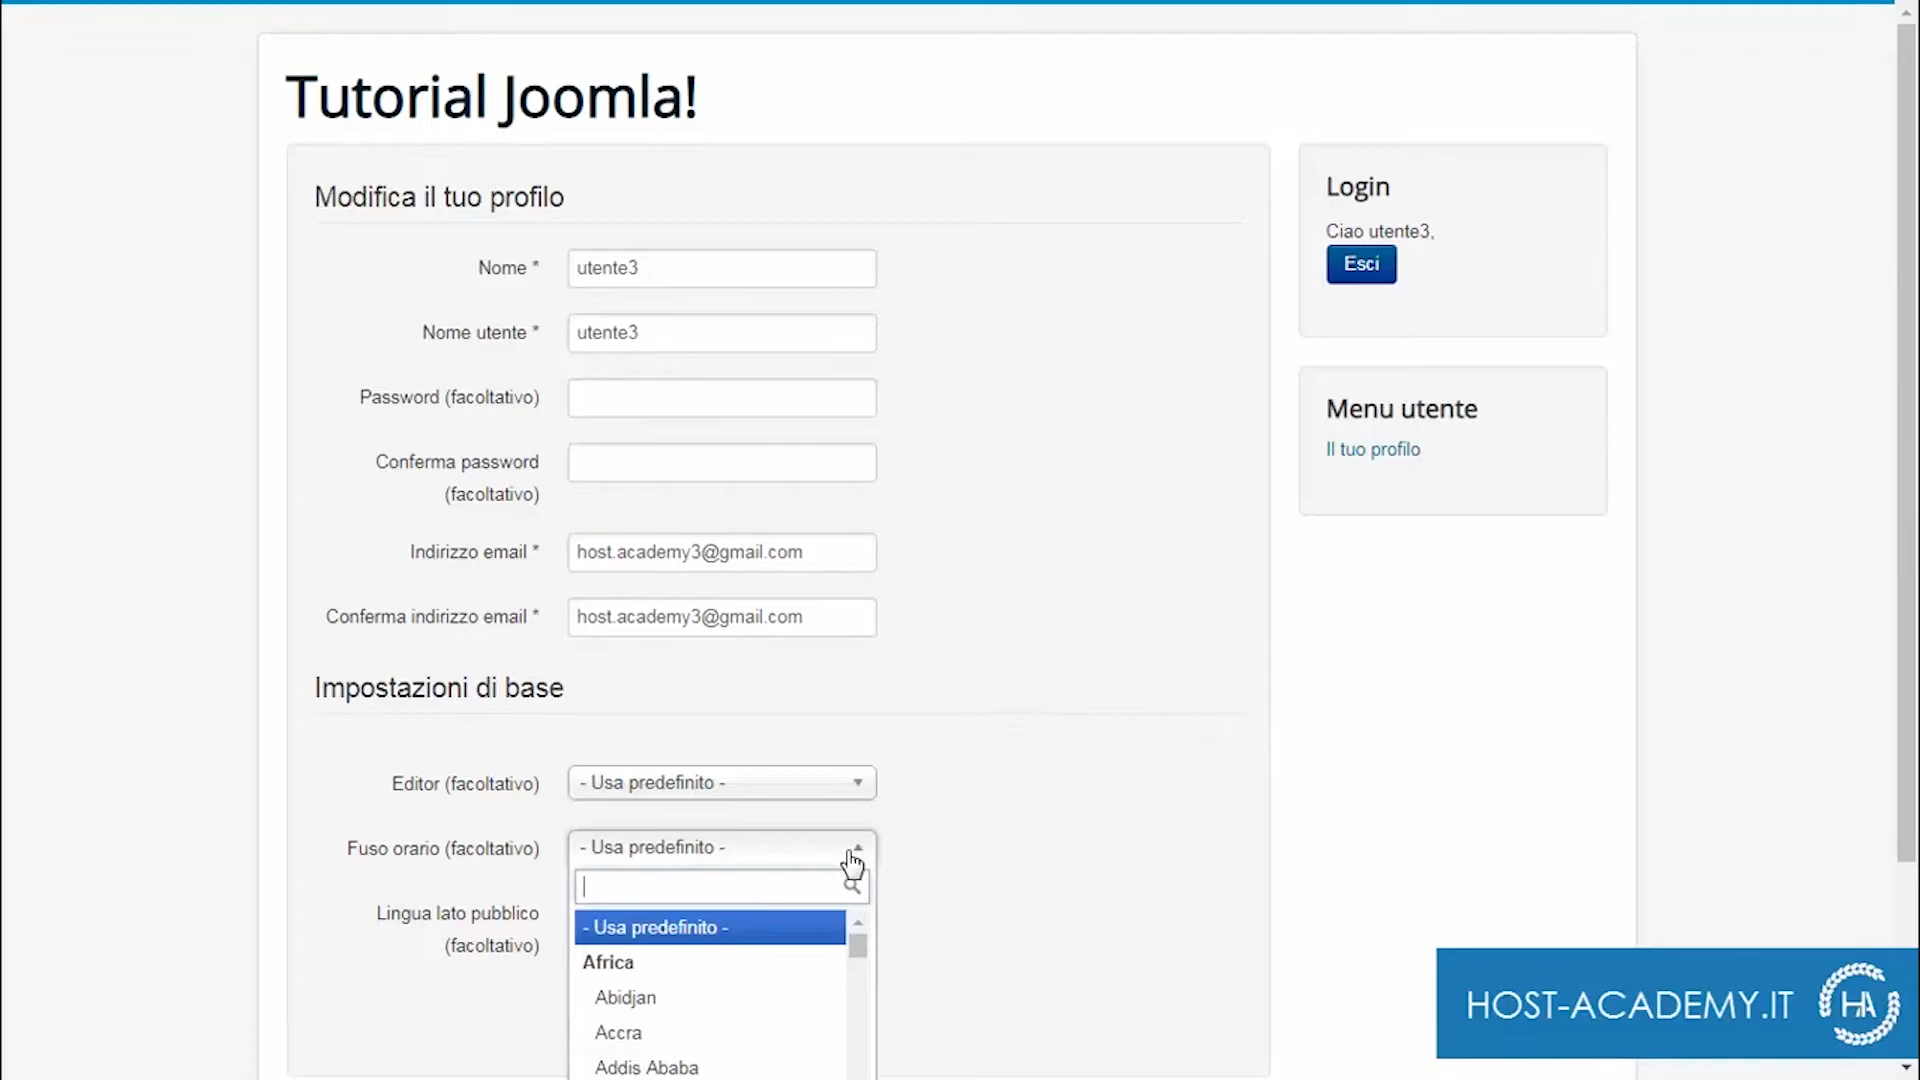 Tutorial Joomla!
Modifica il tuo profilo
Nome *
utente3
Nome utente *
utente3
Password (facoltativo)
Conferma password
(facoltativo)
Indirizzo email *
host.academy3@gmail.com
Conferma indirizzo email *
host.academy3@gmail.com
Impostazioni di base
Editor (facoltativo)
- Usa predefinito -
Fuso orario (facoltativo)
- Usa predefinito -
- Usa predefinito -
Africa
Abidjan
Accra
Addis Ababa
Lingua lato pubblico
(facoltativo)
Login
Ciao utente3,
Esci
Menu utente
Il tuo profilo
HOST-ACADEMY.IT
HA